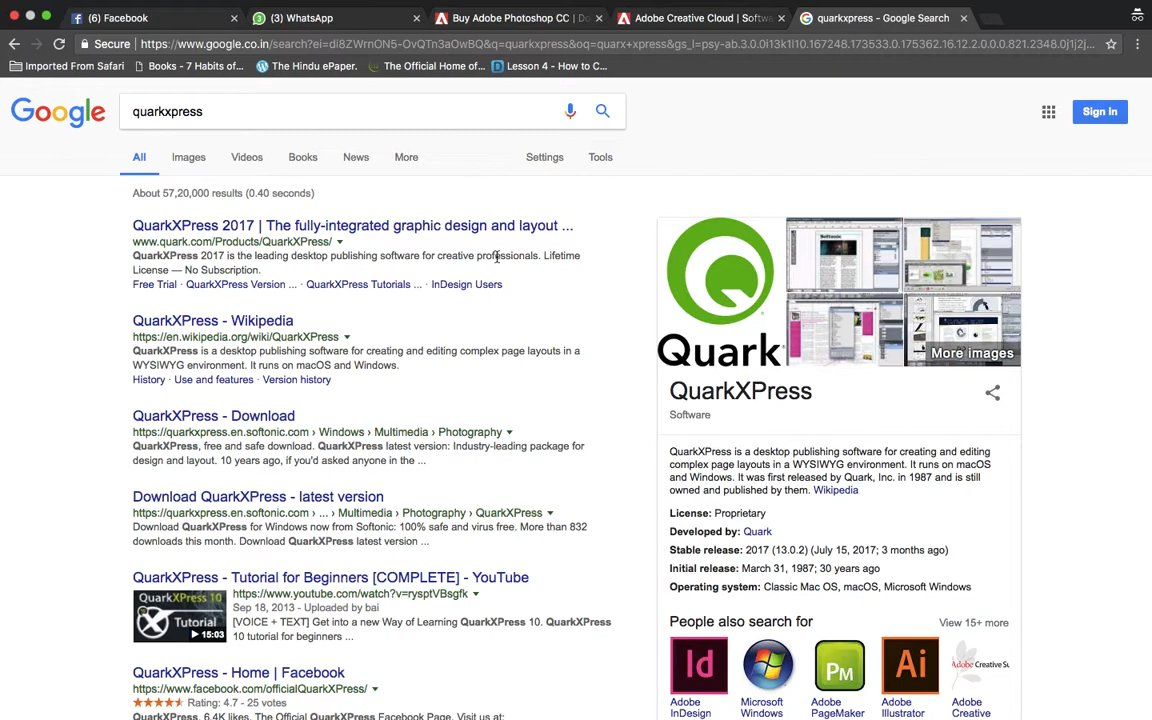 (6) Facebook
(3) WhatsApp
Buy Adobe Photoshop CC | Do
Adobe Creative Cloud | Softwa
quarkxpress - Google Search
Secure | https://www.google.co.in/search?ei=di8ZWrnON5-OvQTn3aOwBQ&q=quarkxpress&oq=quarx+xpress&gs_l=psy-ab.3.0.0i13k1l10.167248.173533.0.175362.16.12.2.0.0.0.821.2348.0j1j2j...
Imported From Safari
Books - 7 Habits of...
The Hindu ePaper.
The Official Home of...
Lesson 4 - How to C...
Google
quarkxpress
Sign in
All Images Videos Books News More Settings Tools
About 57,20,000 results (0.40 seconds)
QuarkXPress 2017 | The fully-integrated graphic design and layout ...
www.quark.com/Products/QuarkXPress/
QuarkXPress 2017 is the leading desktop publishing software for creative professionals. Lifetime
License — No Subscription.
Free Trial · QuarkXPress Version ... · QuarkXPress Tutorials ... · InDesign Users
QuarkXPress - Wikipedia
https://en.wikipedia.org/wiki/QuarkXPress
QuarkXPress is a desktop publishing software for creating and editing complex page layouts in a
WYSIWYG environment. It runs on macOS and Windows.
History · Use and features · Version history
QuarkXPress - Download
https://quarkxpress.en.softonic.com › Windows › Multimedia › Photography
QuarkXPress, free and safe download. QuarkXPress latest version: Industry-leading package for
design and layout. 10 years ago, if you'd asked anyone in the ...
Download QuarkXPress - latest version
https://quarkxpress.en.softonic.com › ... › Multimedia › Photography › QuarkXPress
Download QuarkXPress for Windows now from Softonic: 100% safe and virus free. More than 832
downloads this month. Download QuarkXPress latest version ...
QuarkXPress - Tutorial for Beginners [COMPLETE] - YouTube
https://www.youtube.com/watch?v=rysptVBsgfk
Sep 18, 2013 - Uploaded by bai
[VOICE + TEXT] Get into a new Way of Learning QuarkXPress 10. QuarkXPress
10 tutorial for beginners ...
QuarkXPress 10
Tutorial
15:03
QuarkXPress - Home | Facebook
https://www.facebook.com/officialQuarkXPress/
Rating: 4.7 - 25 votes
QuarkXPress. 6.4K likes. The Official QuarkXPress Facebook Page. Visit us at:
Quark
More images
QuarkXPress
Software
QuarkXPress is a desktop publishing software for creating and editing
complex page layouts in a WYSIWYG environment. It runs on macOS
and Windows. It was first released by Quark, Inc. in 1987 and is still
owned and published by them. Wikipedia
License: Proprietary
Developed by: Quark
Stable release: 2017 (13.0.2) (July 15, 2017; 3 months ago)
Initial release: March 31, 1987; 30 years ago
Operating system: Classic Mac OS, macOS, Microsoft Windows
People also search for
View 15+ more
Id
PM
Ai
Adobe Creative Su
Adobe
InDesign
Microsoft
Windows
Adobe
PageMaker
Adobe
Illustrator
Adobe
Creative